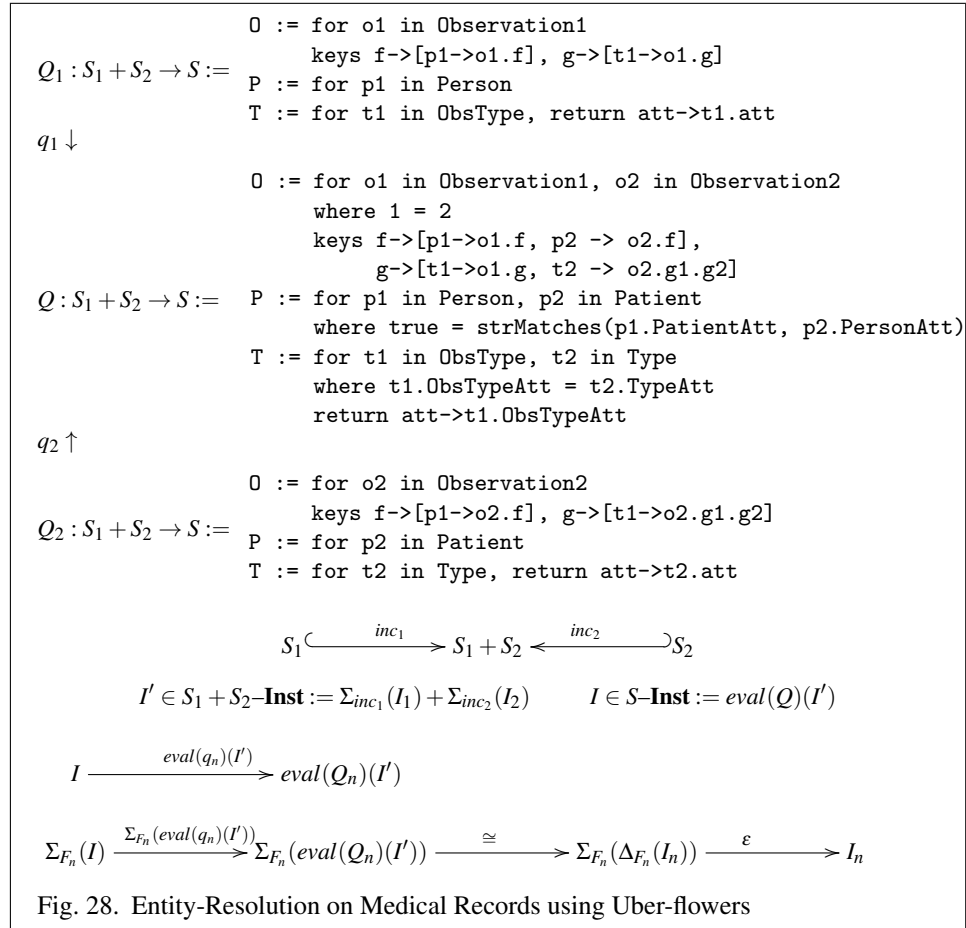 O := for o1 in Observation1
keys f->[p1->o1.f], g->[t1->o1.g]
Q₁ : S₁ + S₂ → S :=
P := for p1 in Person
T := for t1 in ObsType, return att->t1.att
q₁ ↓
O := for o1 in Observation1, o2 in Observation2
where 1 = 2
keys f->[p1->o1.f, p2 -> o2.f],
g->[t1->o1.g, t2 -> o2.g1.g2]
Q : S₁ + S₂ → S := P := for p1 in Person, p2 in Patient
where true = strMatches(p1.PatientAtt, p2.PersonAtt)
T := for t1 in ObsType, t2 in Type
where t1.ObsTypeAtt = t2.TypeAtt
return att->t1.ObsTypeAtt
q₂ ↑
O := for o2 in Observation2
keys f->[p1->o2.f], g->[t1->o2.g1.g2]
Q₂ : S₁ + S₂ → S :=
P := for p2 in Patient
T := for t2 in Type, return att->t2.att
inc₁ inc₂
S₁ S₁ + S₂ S₂
I′ ∈ S₁ + S₂–Inst := Σ_{inc₁}(I₁) + Σ_{inc₂}(I₂) I ∈ S–Inst := eval(Q)(I′)
eval(qₙ)(I′)
I eval(Qₙ)(I′)
Σ_{Fₙ}(eval(qₙ)(I′)) ≅ ε
Σ_{Fₙ}(I) Σ_{Fₙ}(eval(Qₙ)(I′)) Σ_{Fₙ}(Δ_{Fₙ}(Iₙ)) Iₙ
Fig. 28. Entity-Resolution on Medical Records using Uber-flowers